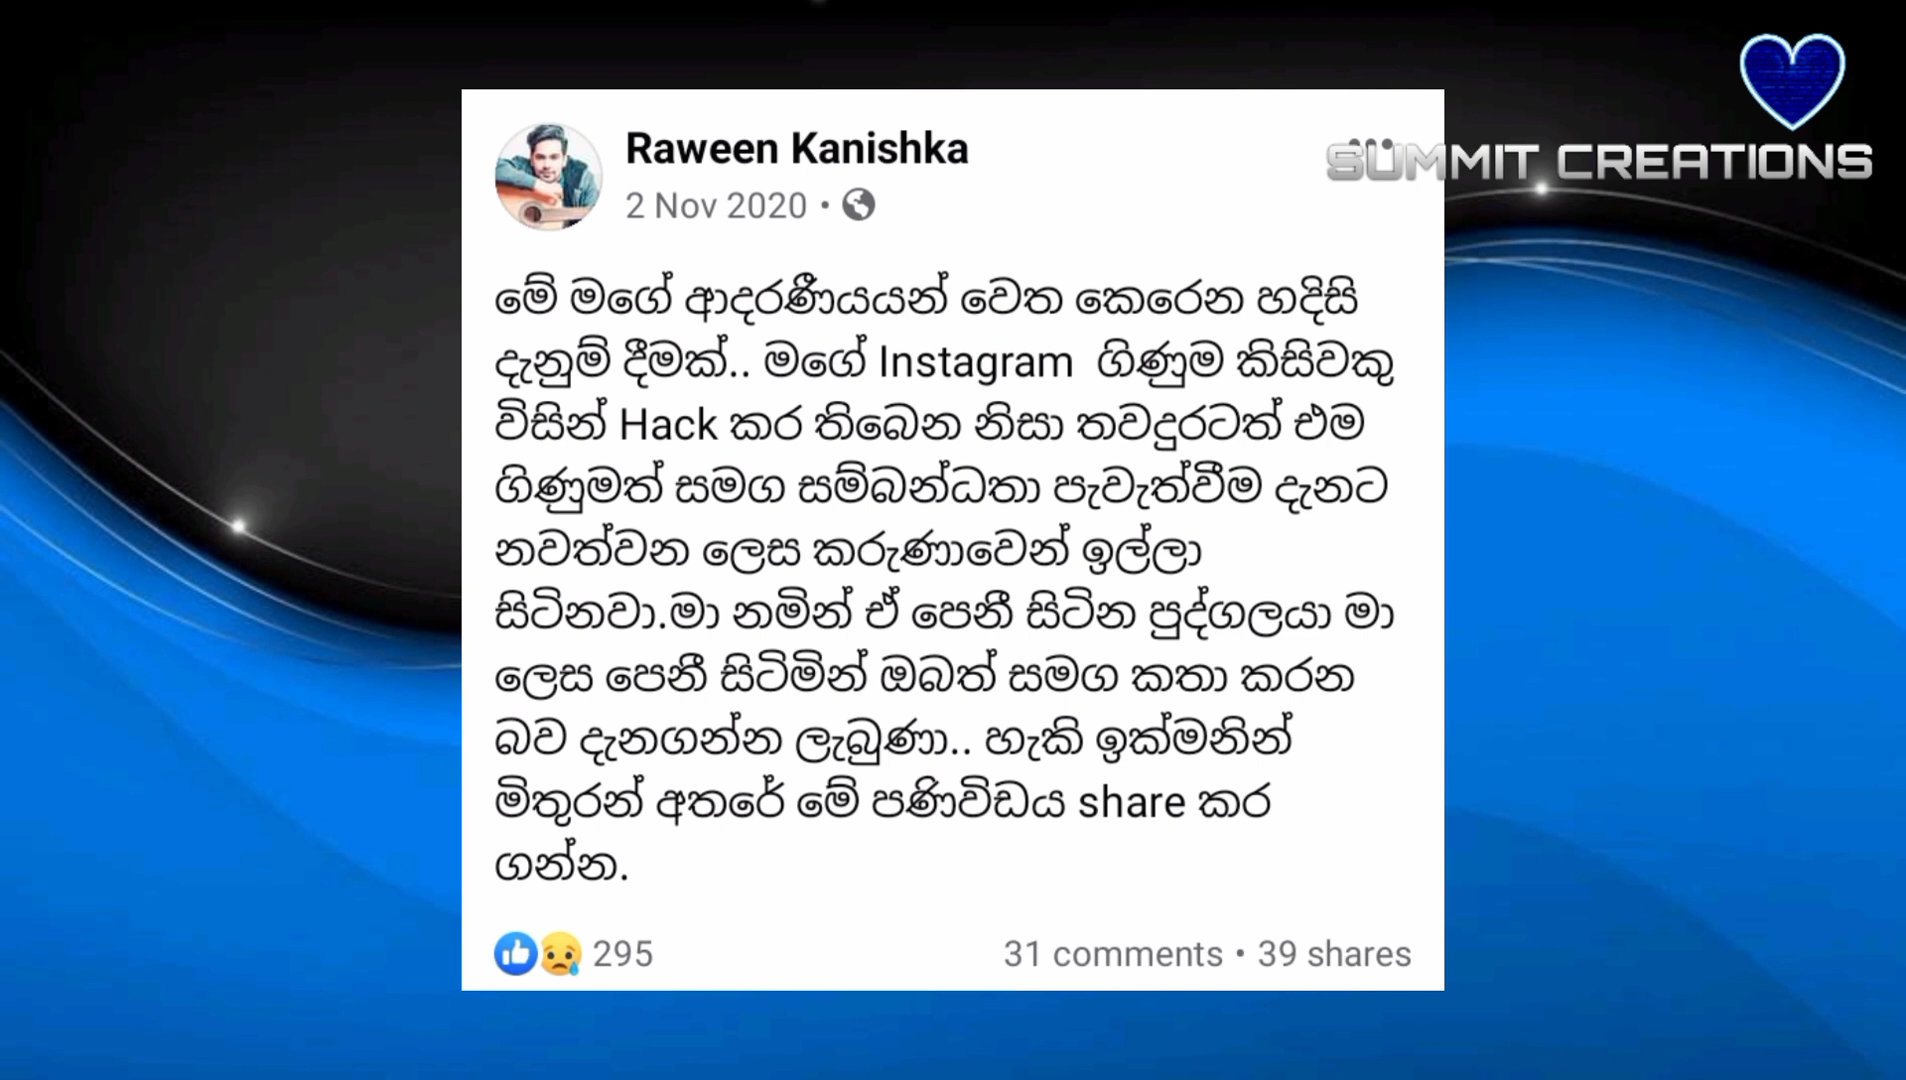 SUMMIT CREATIONS
Raween Kanishka
2 Nov 2020 •
මේ මගේ ආදරණීයයන් වෙත කෙරෙන හදිසි
දැනුම් දීමක්.. මගේ Instagram ගිණුම කිසිවකු
විසින් Hack කර තිබෙන නිසා තවදුරටත් එම
ගිණුමත් සමග සම්බන්ධතා පැවැත්වීම දැනට
නවත්වන ලෙස කරුණාවෙන් ඉල්ලා
සිටිනවා.මා නමින් ඒ පෙනී සිටින පුද්ගලයා මා
ලෙස පෙනී සිටිමින් ඔබත් සමග කතා කරන
බව දැනගන්න ලැබුණා.. හැකි ඉක්මනින්
මිතුරන් අතරේ මේ පණිවිඩය share කර
ගන්න.
295 31 comments • 39 shares